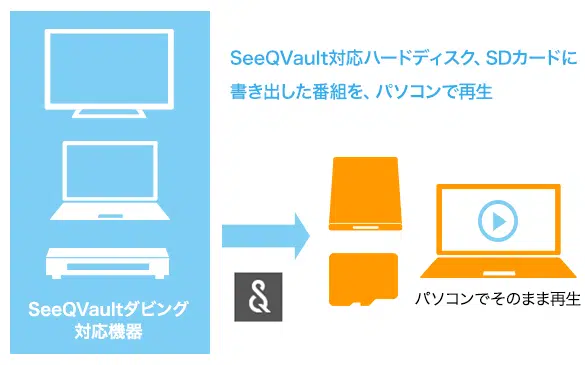 SeeQVault対応ハードディスク、SDカードに
書き出した番組を、パソコンで再生
SeeQVaultダビング
対応機器
パソコンでそのまま再生